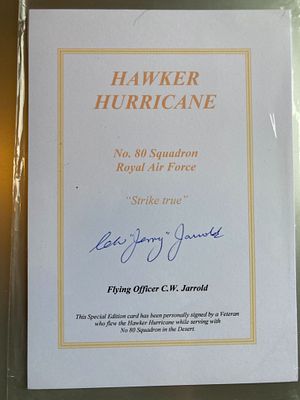 HAWKER
HURRICANE
No. 80 Squadron
Royal Air Force
"Strike true"
CW "Jerry" Jarrold
Flying Officer C.W. Jarrold
This Special Edition card has been personally signed by a Veteran
who flew the Hawker Hurricane while serving with
No 80 Squadron in the Desert.